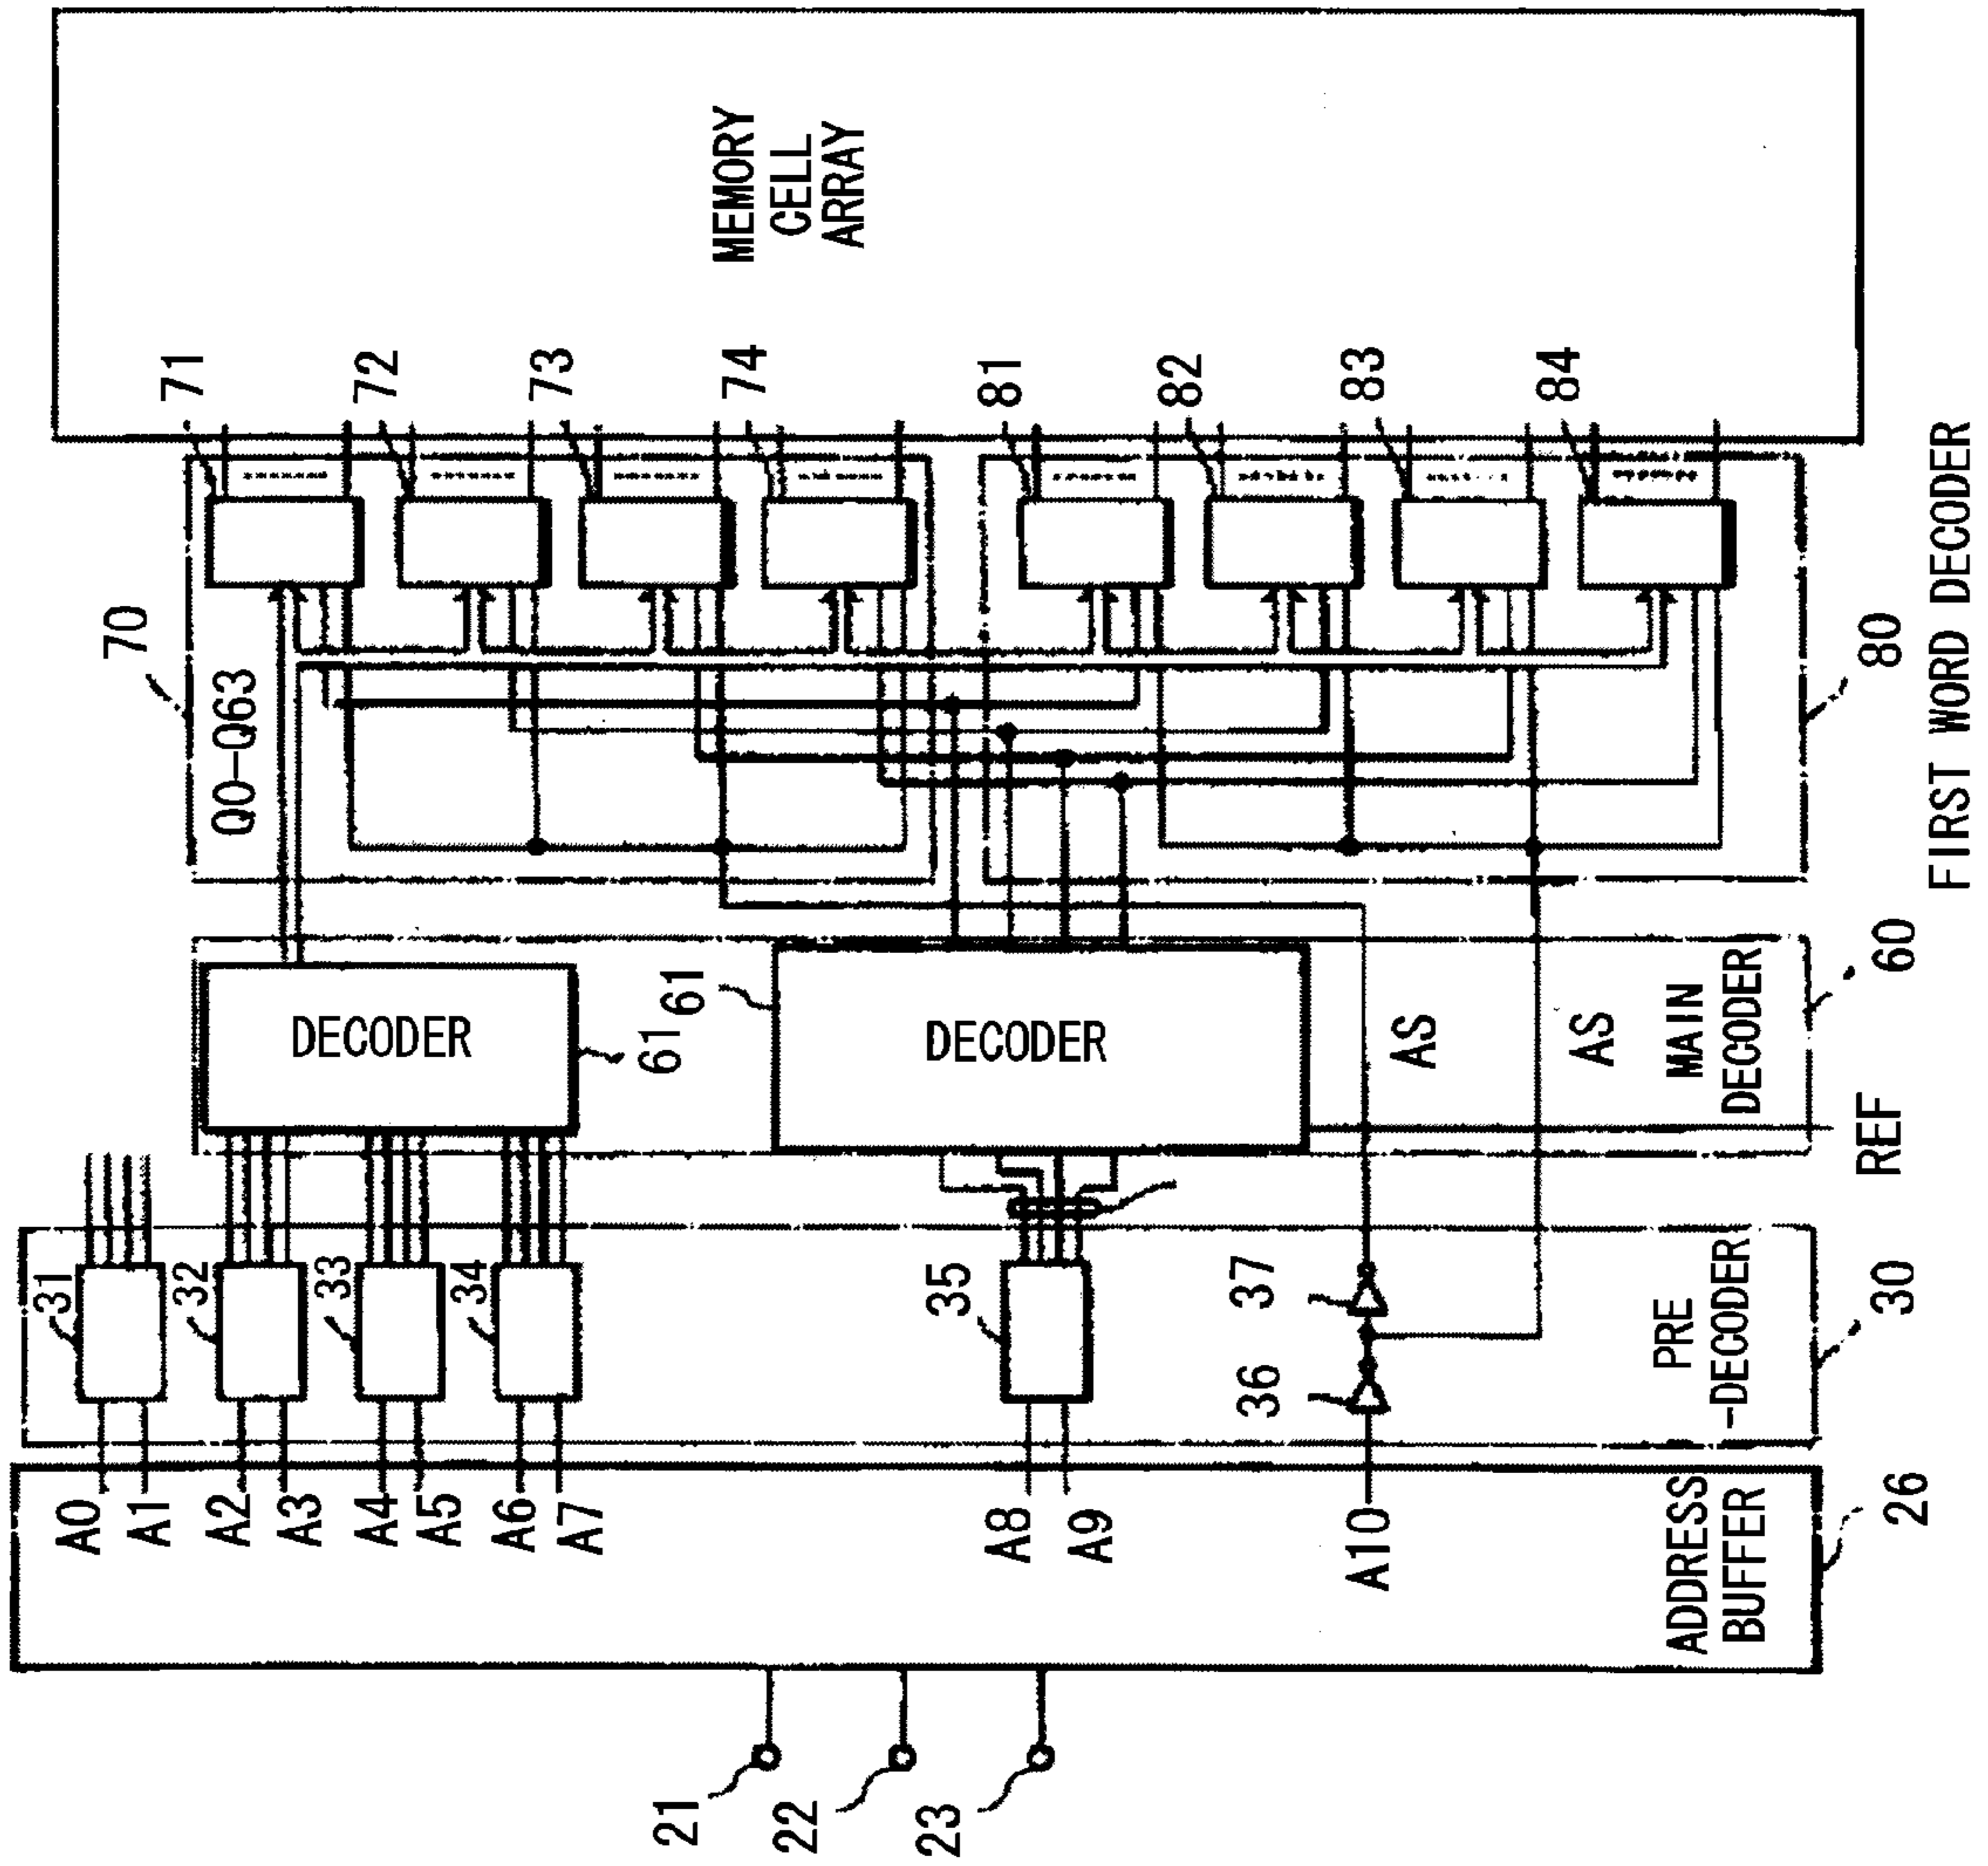 MEMORY
CELL
ARRAY
71
72
73
74
81
82
83
84
70
Q0-Q63
80
FIRST WORD DECODER
DECODER
61
61
DECODER
AS
AS
MAIN
DECODER
60
REF
31
32
33
34
35
37
36
PRE
-DECODER
30
A0
A1
A2
A3
A4
A5
A6
A7
A8
A9
A10
ADDRESS
BUFFER
26
21
22
23